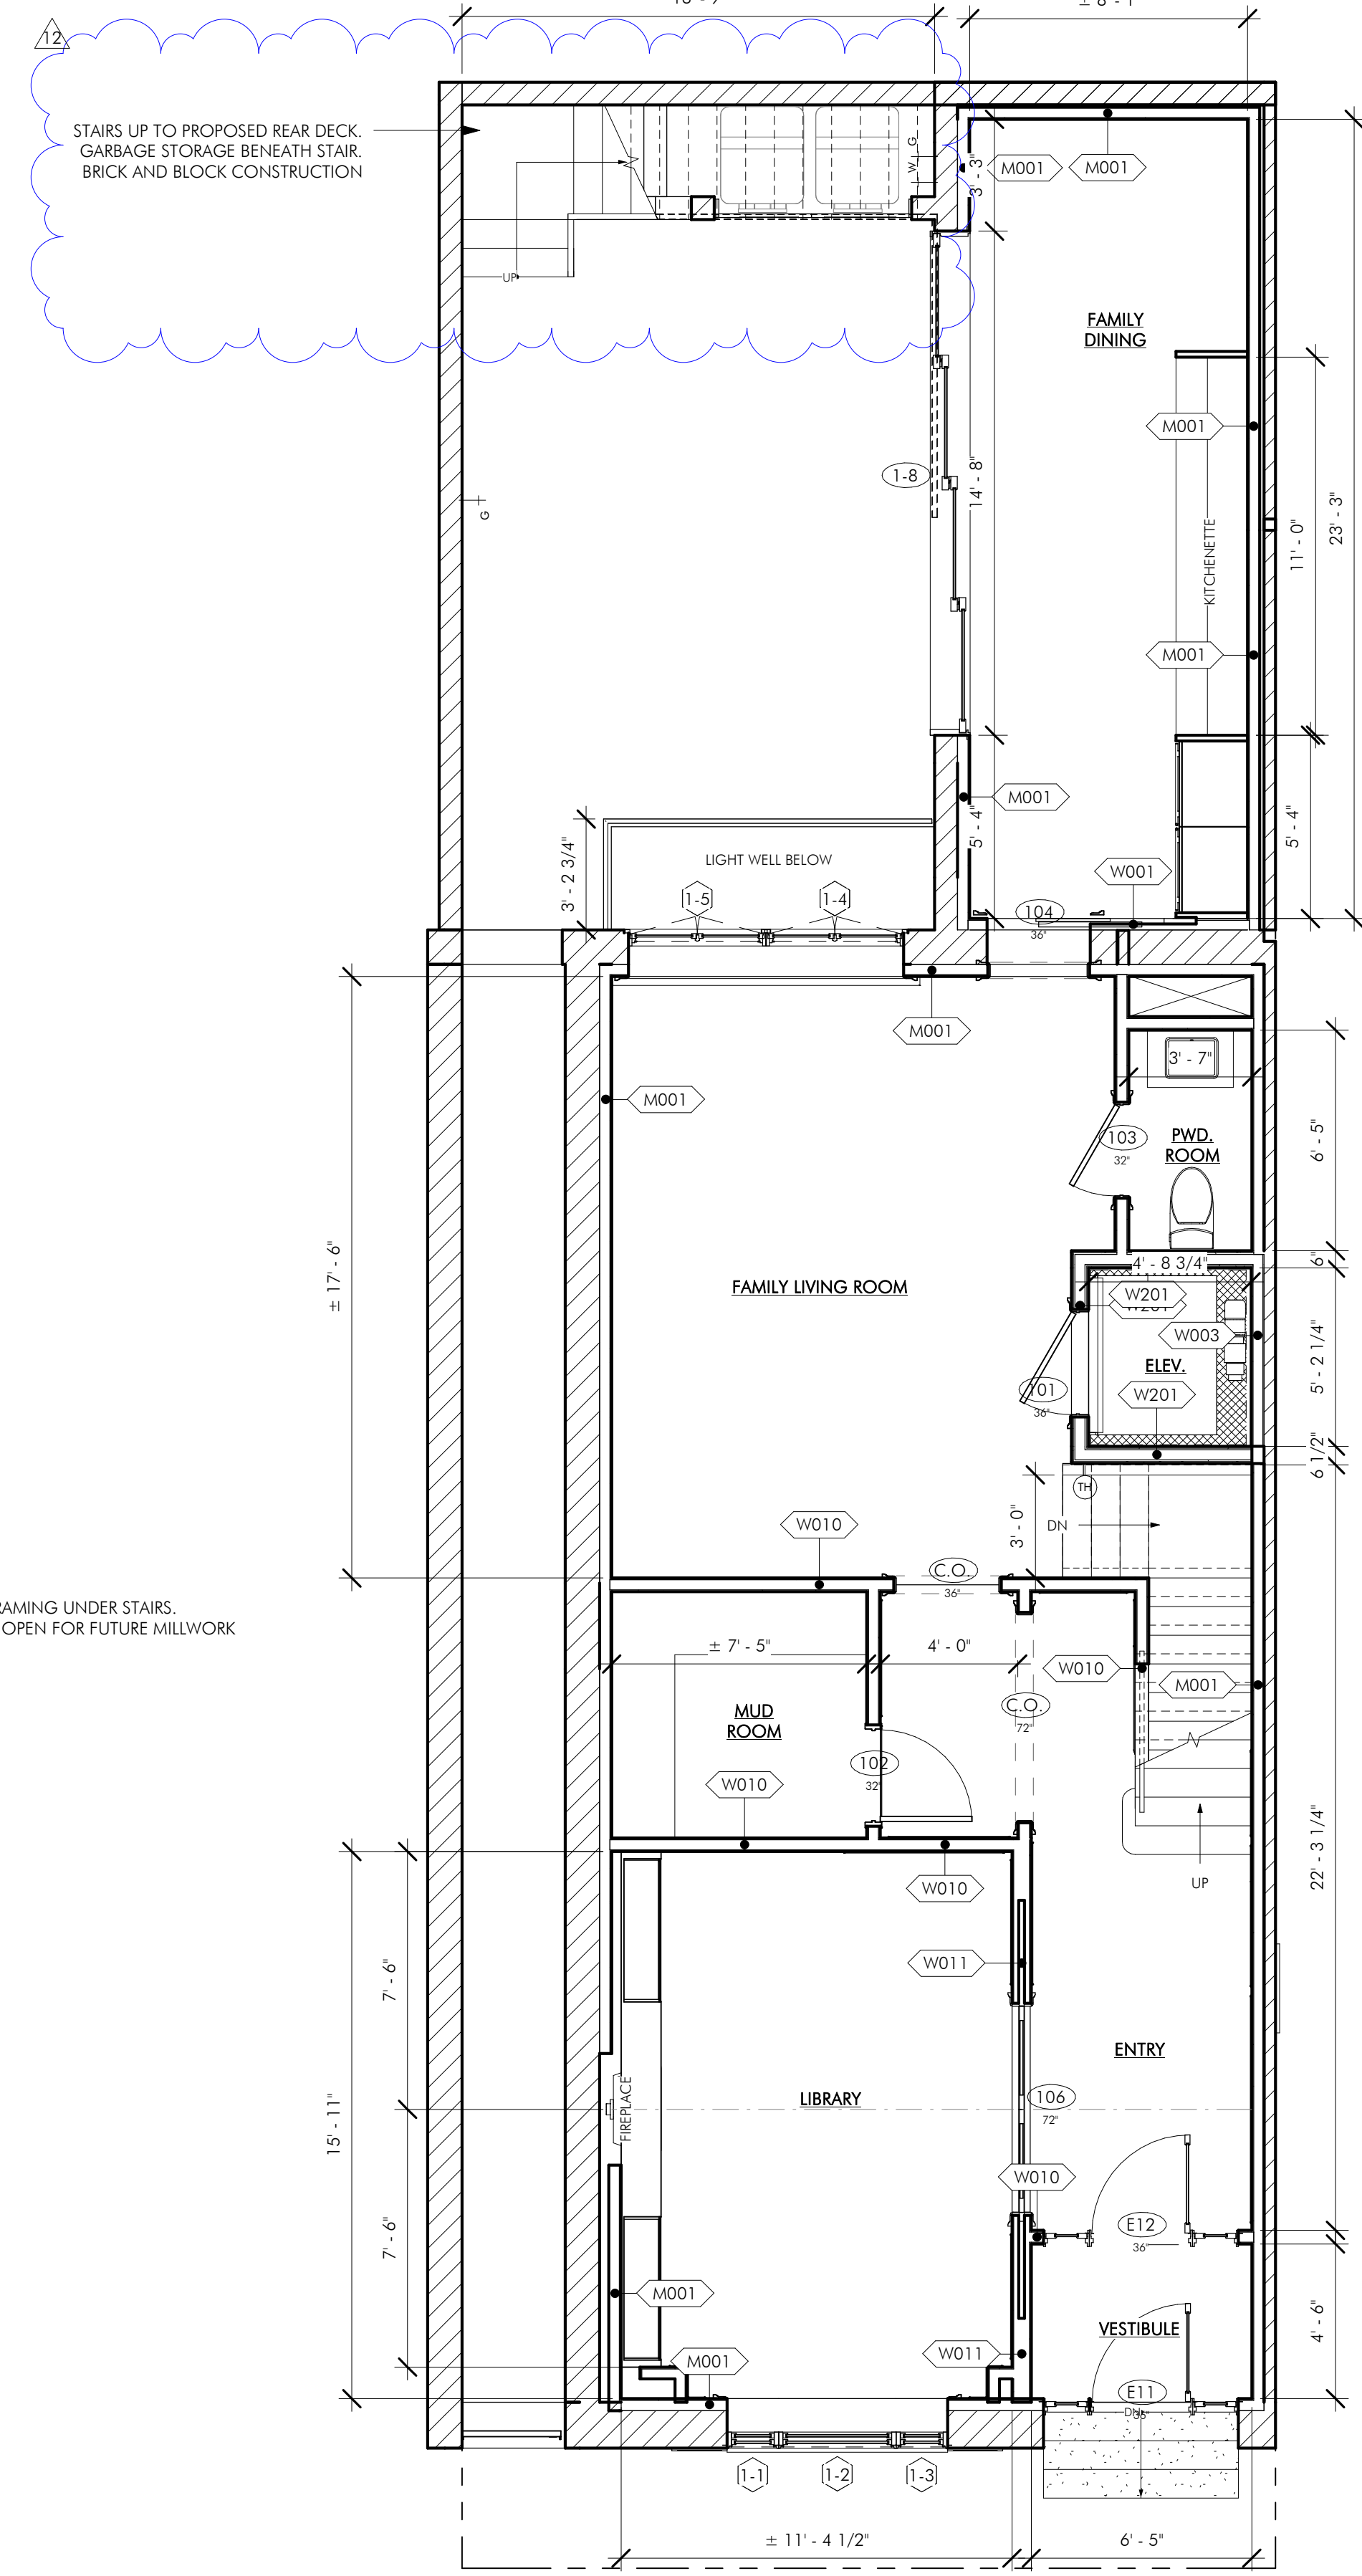 12
STAIRS UP TO PROPOSED REAR DECK.
GARBAGE STORAGE BENEATH STAIR.
BRICK AND BLOCK CONSTRUCTION
W G
3' - 3"
M001
M001
UP
FAMILY
DINING
M001
1-8
14' - 8"
G
KITCHENETTE
11' - 0"
23' - 3"
M001
M001
5' - 4"
5' - 4"
3' - 2 3/4"
LIGHT WELL BELOW
W001
1-5
1-4
104
36"
M001
3' - 7"
M001
103
32"
PWD.
ROOM
6' - 5"
± 17' - 6"
FAMILY LIVING ROOM
4' - 8 3/4"
6"
W201
W201
W003
ELEV.
5' - 2 1/4"
101
36"
W201
6 1/2"
TH
W010
3' - 0"
DN
C.O.
36"
RAMING UNDER STAIRS.
OPEN FOR FUTURE MILLWORK
± 7' - 5"
4' - 0"
W010
M001
C.O.
72"
MUD
ROOM
102
32"
W010
22' - 3 1/4"
W010
UP
7' - 6"
W011
ENTRY
15' - 11"
FIREPLACE
LIBRARY
106
72"
W010
E12
36"
7' - 6"
M001
VESTIBULE
4' - 6"
M001
W011
E11
DN
36"
1-1
1-2
1-3
± 11' - 4 1/2"
6' - 5"